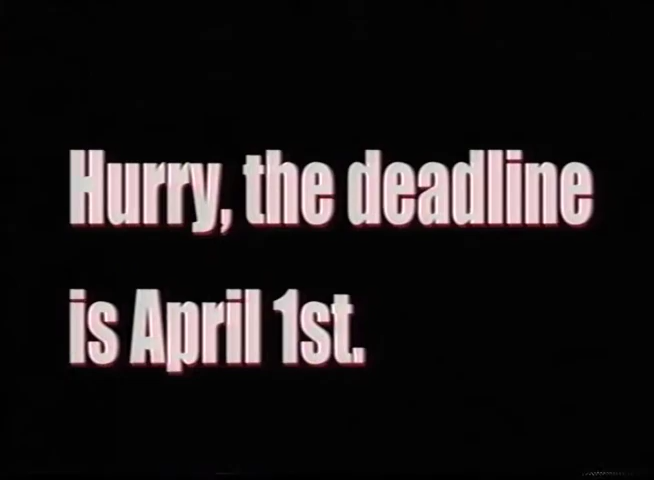 Hurry, the deadline
is April 1st.